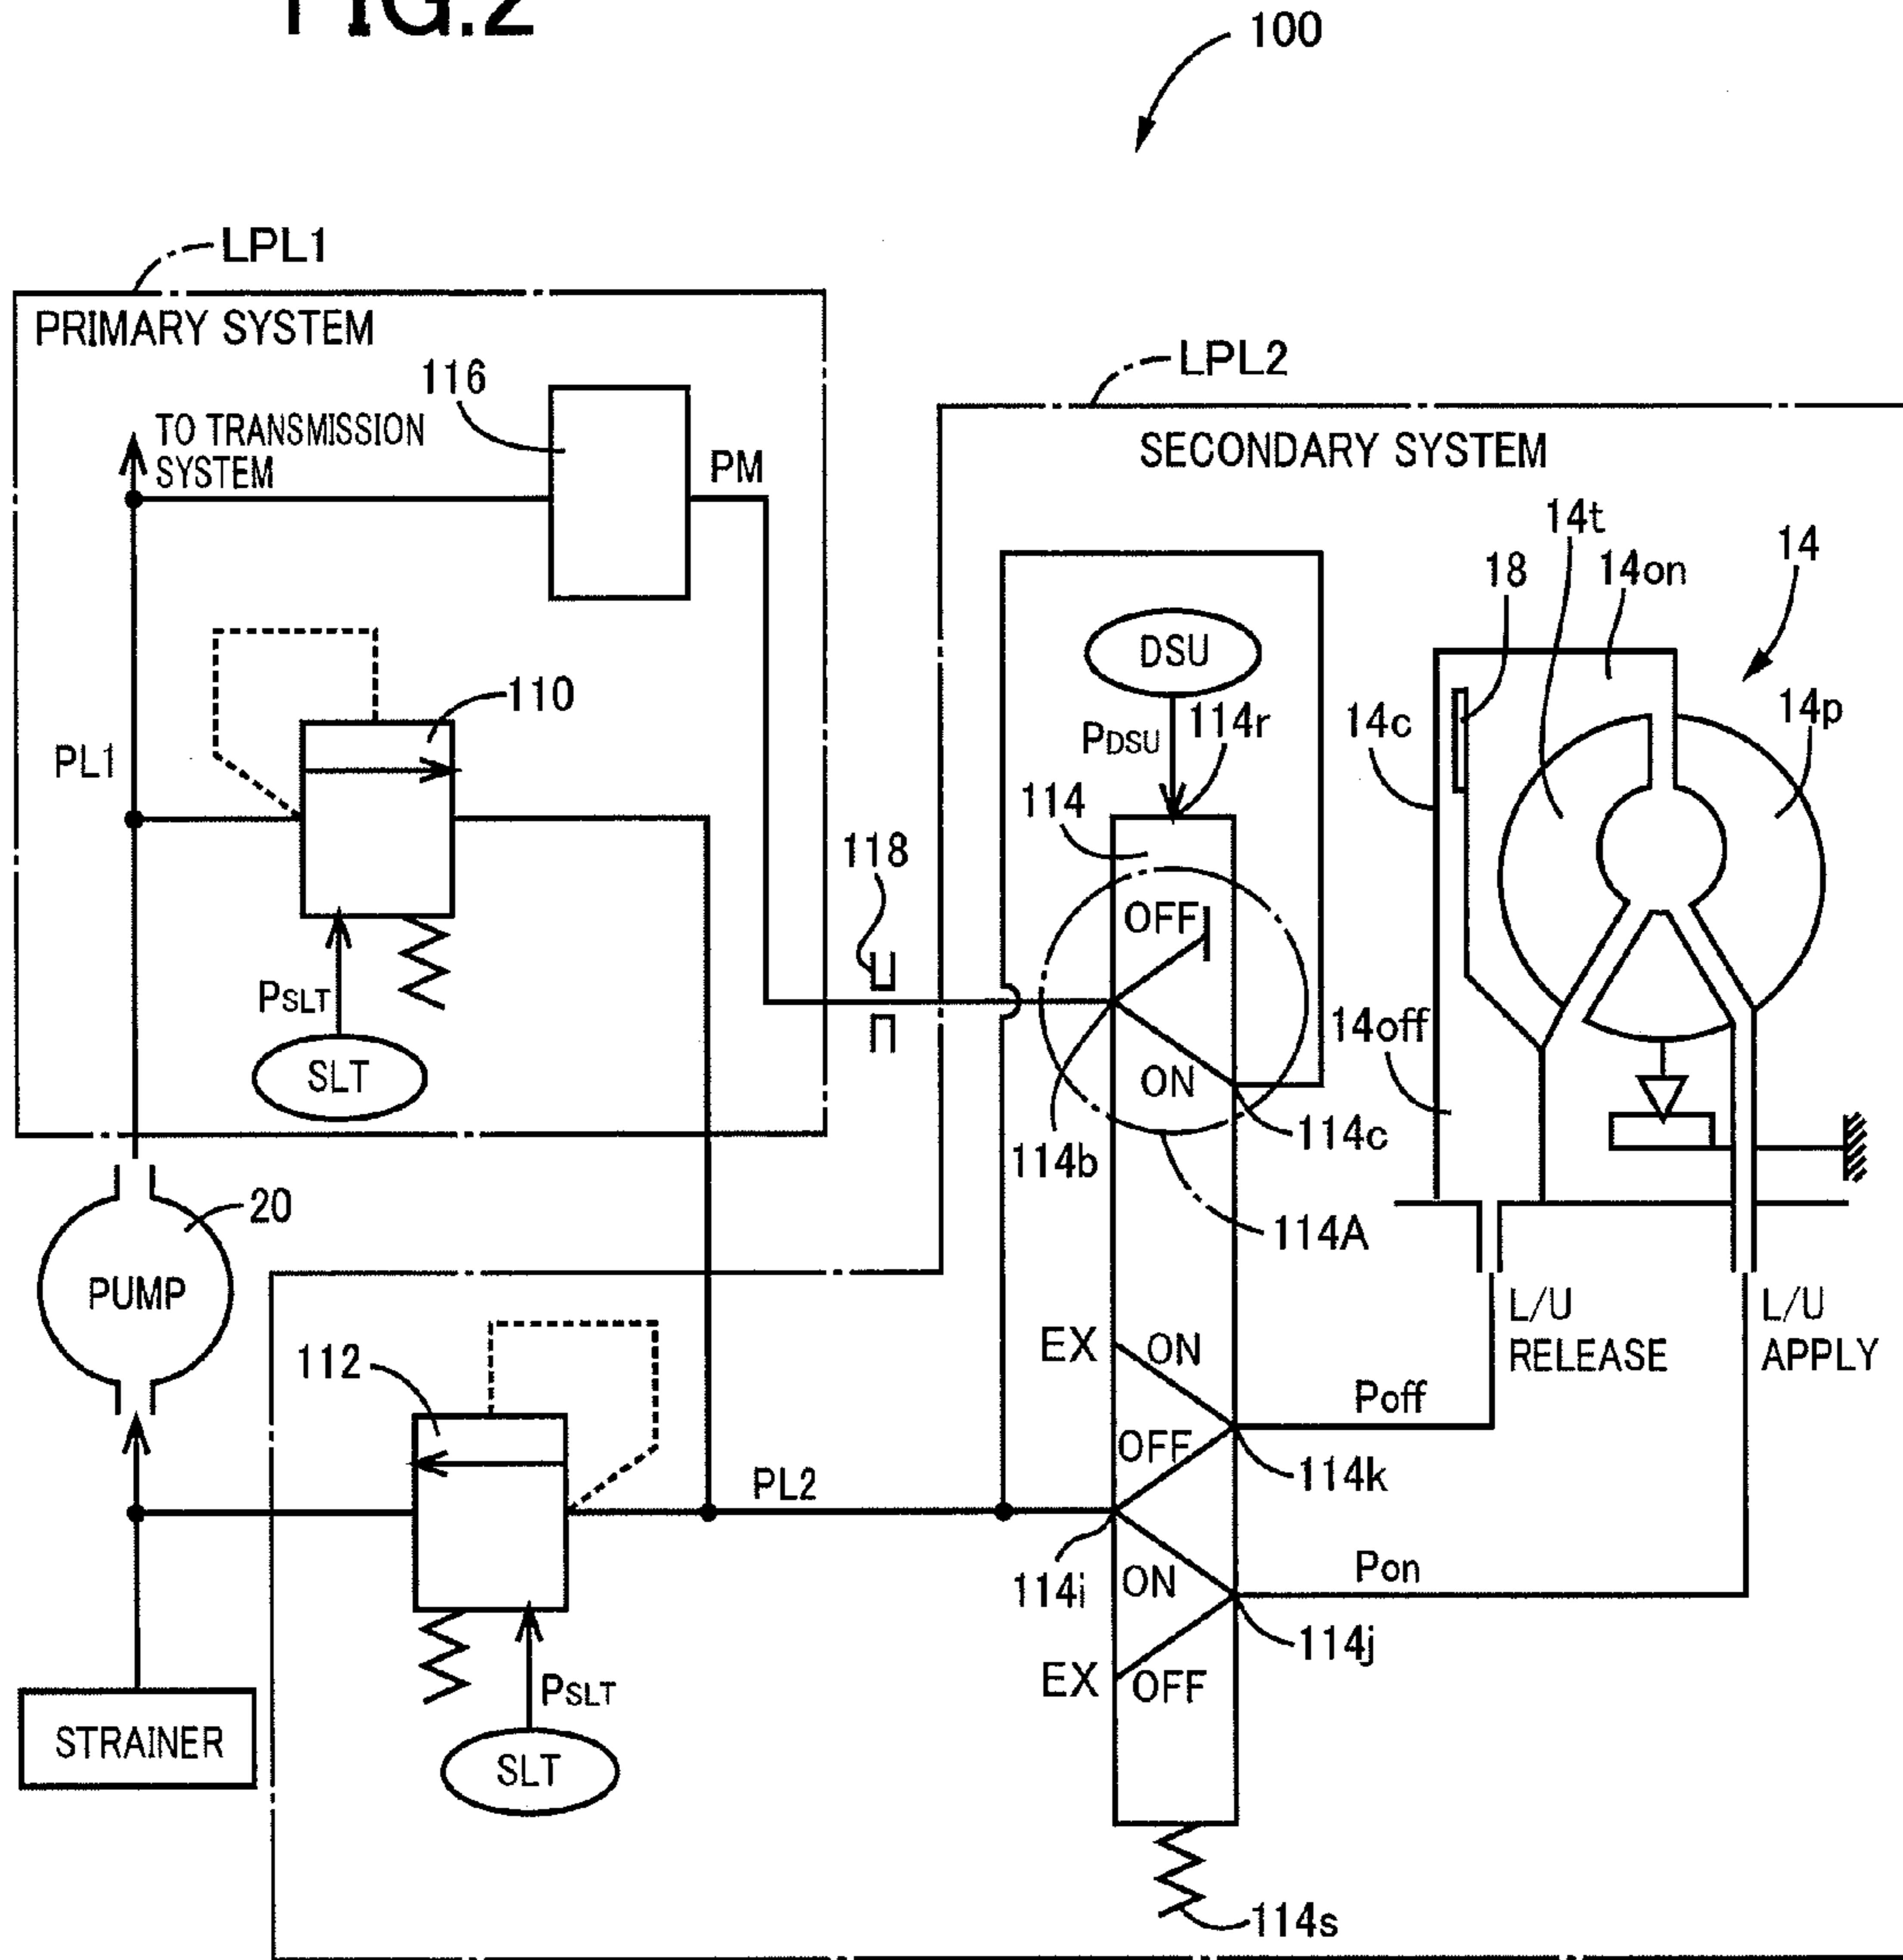 FIG.2
100
LPL1
PRIMARY SYSTEM
116
TO TRANSMISSION
SYSTEM
PM
LPL2
SECONDARY SYSTEM
14t
14
18
14on
DSU
110
PDSU
114r
14c
14p
PL1
114
118
OFF
PSLT
14off
SLT
ON
114b
114c
20
114A
PUMP
L/U
RELEASE
L/U
APPLY
EX
ON
112
Poff
OFF
114k
PL2
Pon
114i
ON
114j
EX
OFF
PSLT
STRAINER
SLT
114s